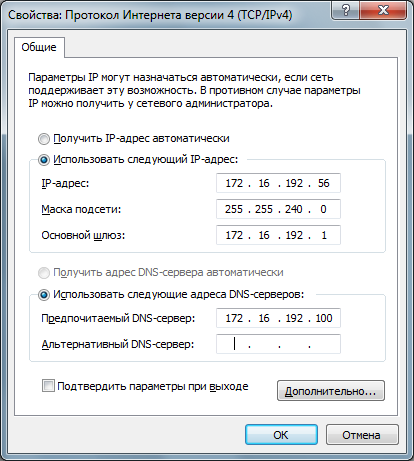 Свойства: Протокол Интернета версии 4 (TCP/IPv4)
Общие
Параметры IP могут назначаться автоматически, если сеть
поддерживает эту возможность. В противном случае параметры
IP можно получить у сетевого администратора.
Получить IP-адрес автоматически
Использовать следующий IP-адрес:
IP-адрес: 172 . 16 . 192 . 56
Маска подсети: 255 . 255 . 240 . 0
Основной шлюз: 172 . 16 . 192 . 1
Получить адрес DNS-сервера автоматически
Использовать следующие адреса DNS-серверов:
Предпочитаемый DNS-сервер: 172 . 16 . 192 . 100
Альтернативный DNS-сервер: . . .
Подтвердить параметры при выходе
Дополнительно...
OK Отмена